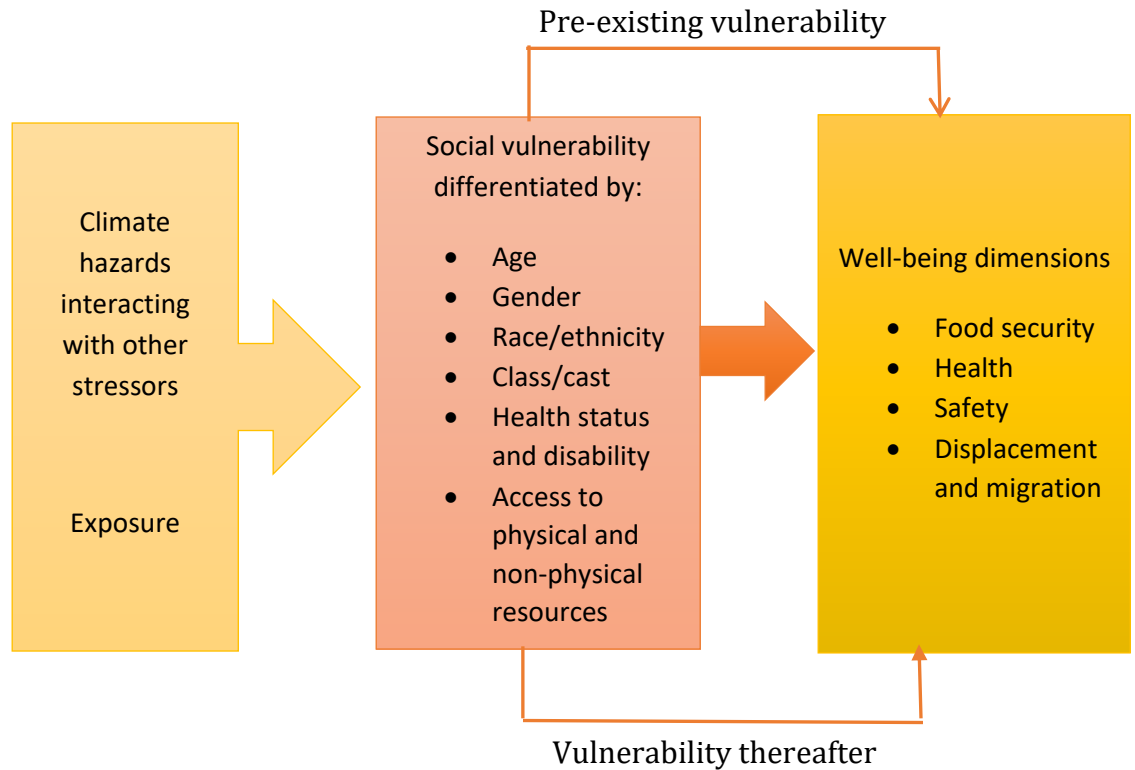 Pre-existing vulnerability
Climate
hazards
interacting
with other
stressors
Exposure
Social vulnerability
differentiated by:
• Age
• Gender
• Race/ethnicity
• Class/cast
• Health status
and disability
• Access to
physical and
non-physical
resources
Well-being dimensions
• Food security
• Health
• Safety
• Displacement
and migration
Vulnerability thereafter